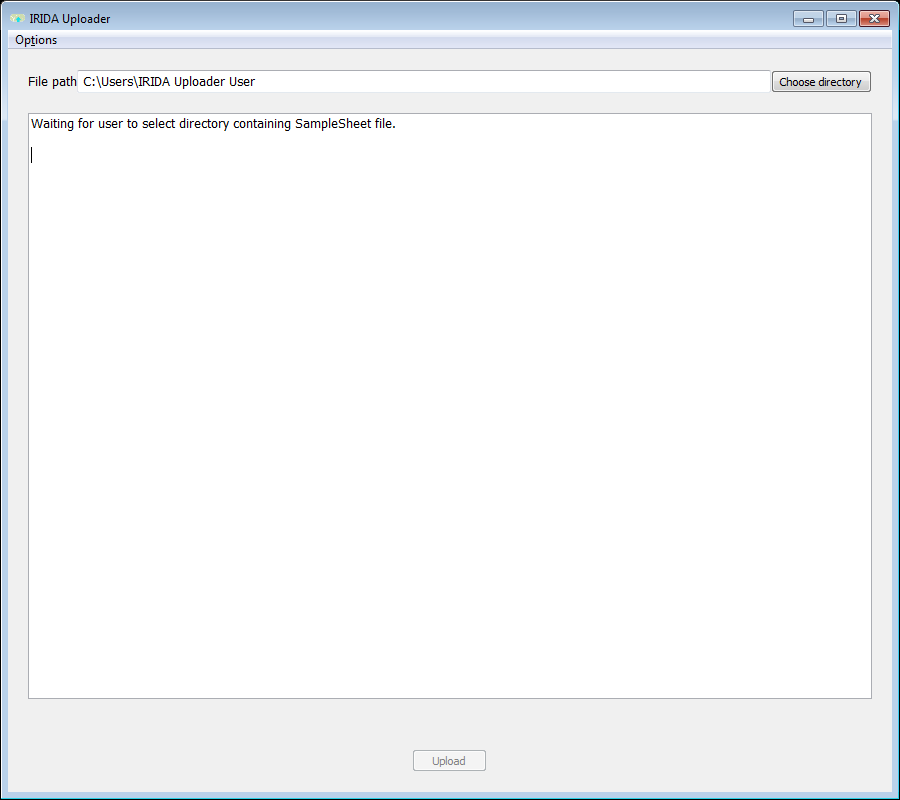 IRIDA Uploader
Options
File path C:\Users\IRIDA Uploader User Choose directory
Waiting for user to select directory containing SampleSheet file.
Upload